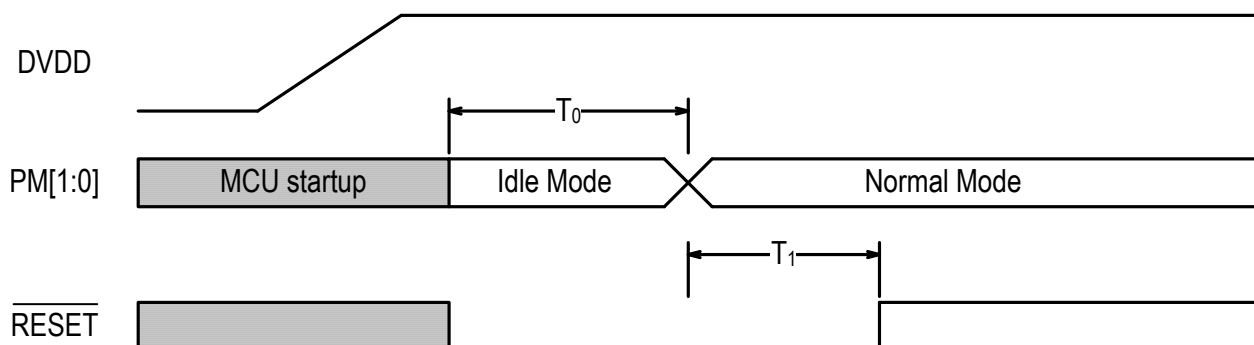 DVDD
T0
PM[1:0] MCU startup Idle Mode Normal Mode
T1
RESET